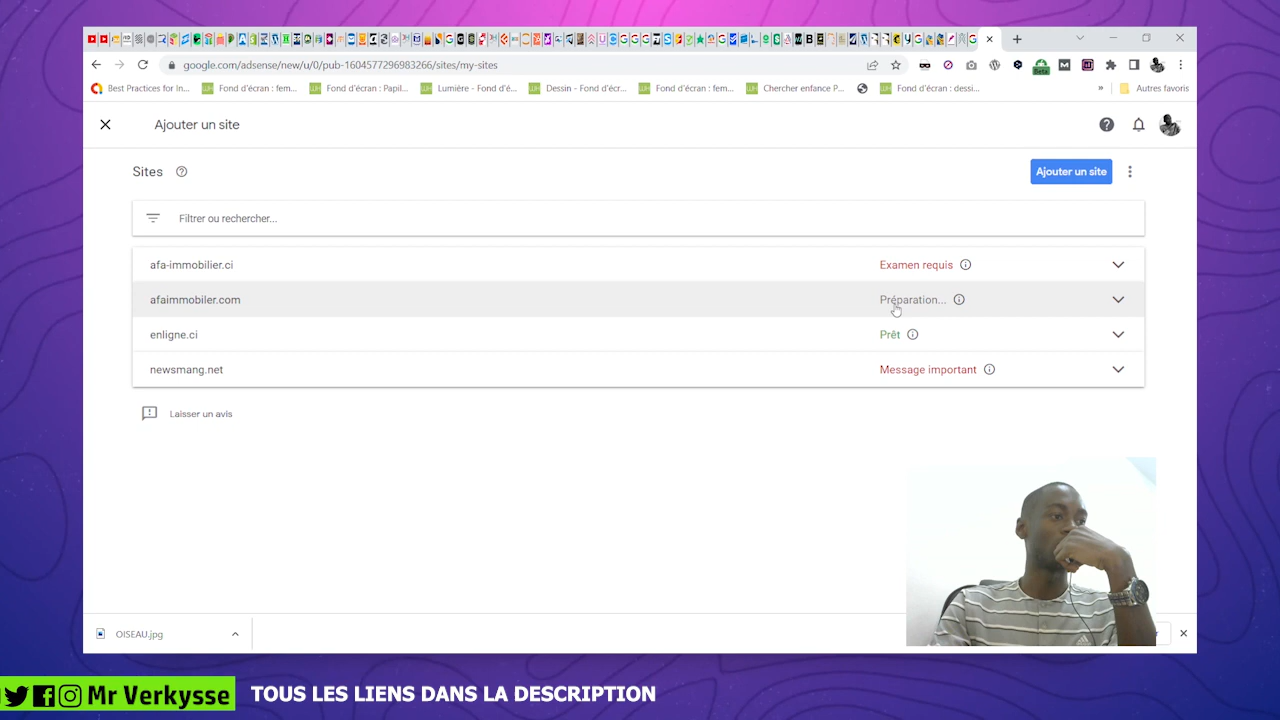 google.com/adsense/new/u/0/pub-1604577296983266/sites/my-sites
Best Practices for In...
Fond d'écran : fem...
Fond d'écran : Papil...
Lumière - Fond d'é...
Dessin - Fond d'écr...
Fond d'écran : fem...
Chercher enfance P...
Fond d'écran : dessi...
»
Autres favoris
Ajouter un site
Sites
Ajouter un site
Filtrer ou rechercher...
afa-immobilier.ci
Examen requis
afaimmobiler.com
Préparation...
enligne.ci
Prêt
newsmang.net
Message important
Laisser un avis
OISEAU.jpg
Mr Verkysse
TOUS LES LIENS DANS LA DESCRIPTION